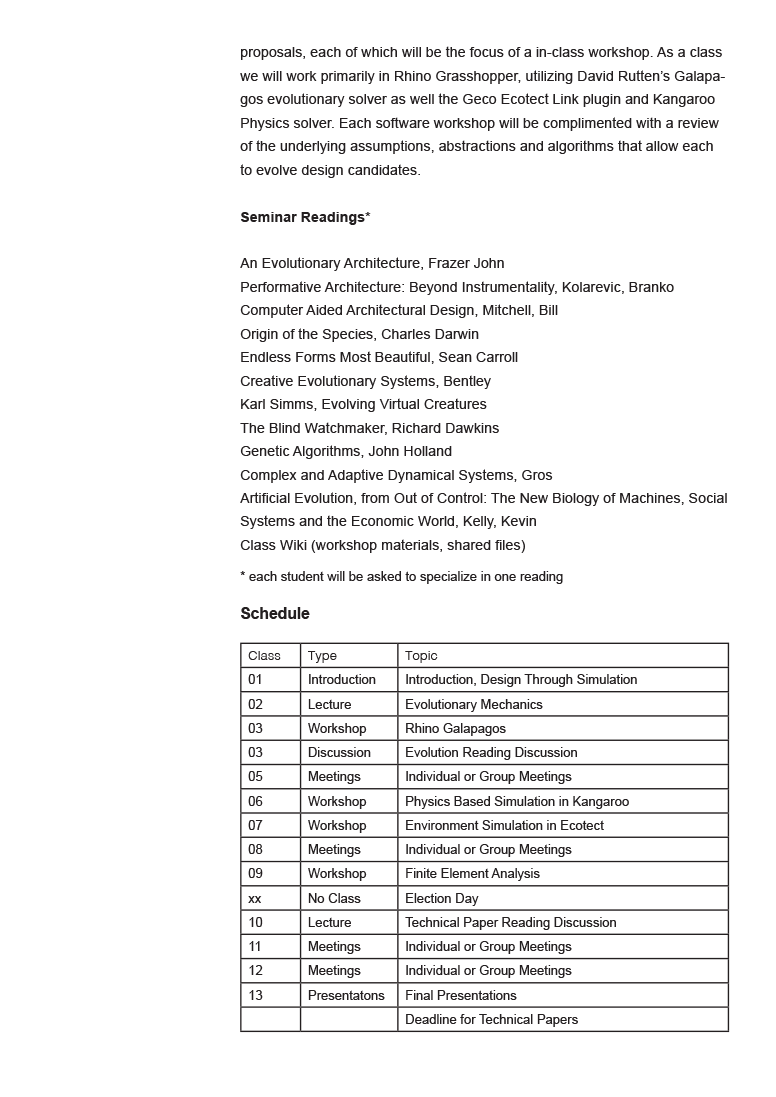 proposals, each of which will be the focus of a in-class workshop. As a class
we will work primarily in Rhino Grasshopper, utilizing David Rutten's Galapa-
gos evolutionary solver as well the Geco Ecotect Link plugin and Kangaroo
Physics solver. Each software workshop will be complimented with a review
of the underlying assumptions, abstractions and algorithms that allow each
to evolve design candidates.
Seminar Readings*
An Evolutionary Architecture, Frazer John
Performative Architecture: Beyond Instrumentality, Kolarevic, Branko
Computer Aided Architectural Design, Mitchell, Bill
Origin of the Species, Charles Darwin
Endless Forms Most Beautiful, Sean Carroll
Creative Evolutionary Systems, Bentley
Karl Simms, Evolving Virtual Creatures
The Blind Watchmaker, Richard Dawkins
Genetic Algorithms, John Holland
Complex and Adaptive Dynamical Systems, Gros
Artificial Evolution, from Out of Control: The New Biology of Machines, Social
Systems and the Economic World, Kelly, Kevin
Class Wiki (workshop materials, shared files)
* each student will be asked to specialize in one reading
Schedule
Class Type Topic
01 Introduction Introduction, Design Through Simulation
02 Lecture Evolutionary Mechanics
03 Workshop Rhino Galapagos
03 Discussion Evolution Reading Discussion
05 Meetings Individual or Group Meetings
06 Workshop Physics Based Simulation in Kangaroo
07 Workshop Environment Simulation in Ecotect
08 Meetings Individual or Group Meetings
09 Workshop Finite Element Analysis
xx No Class Election Day
10 Lecture Technical Paper Reading Discussion
11 Meetings Individual or Group Meetings
12 Meetings Individual or Group Meetings
13 Presentatons Final Presentations
Deadline for Technical Papers